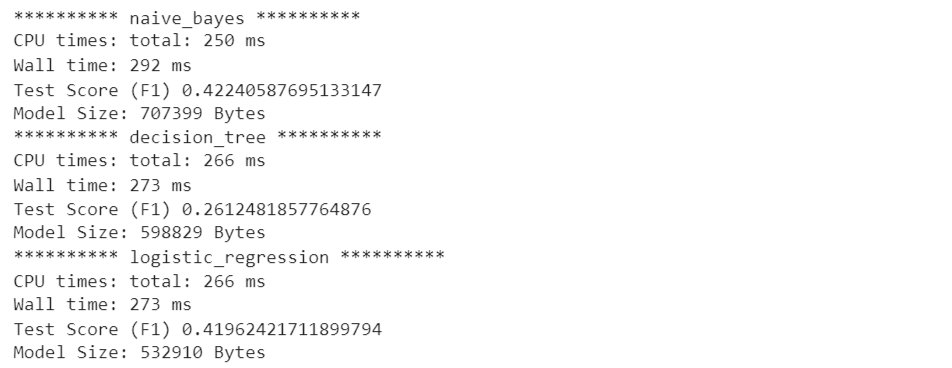 ********** naive_bayes **********
CPU times: total: 250 ms
Wall time: 292 ms
Test Score (F1) 0.42240587695133147
Model Size: 707399 Bytes
********** decision_tree **********
CPU times: total: 266 ms
Wall time: 273 ms
Test Score (F1) 0.2612481857764876
Model Size: 598829 Bytes
********** logistic_regression **********
CPU times: total: 266 ms
Wall time: 273 ms
Test Score (F1) 0.41962421711899794
Model Size: 532910 Bytes